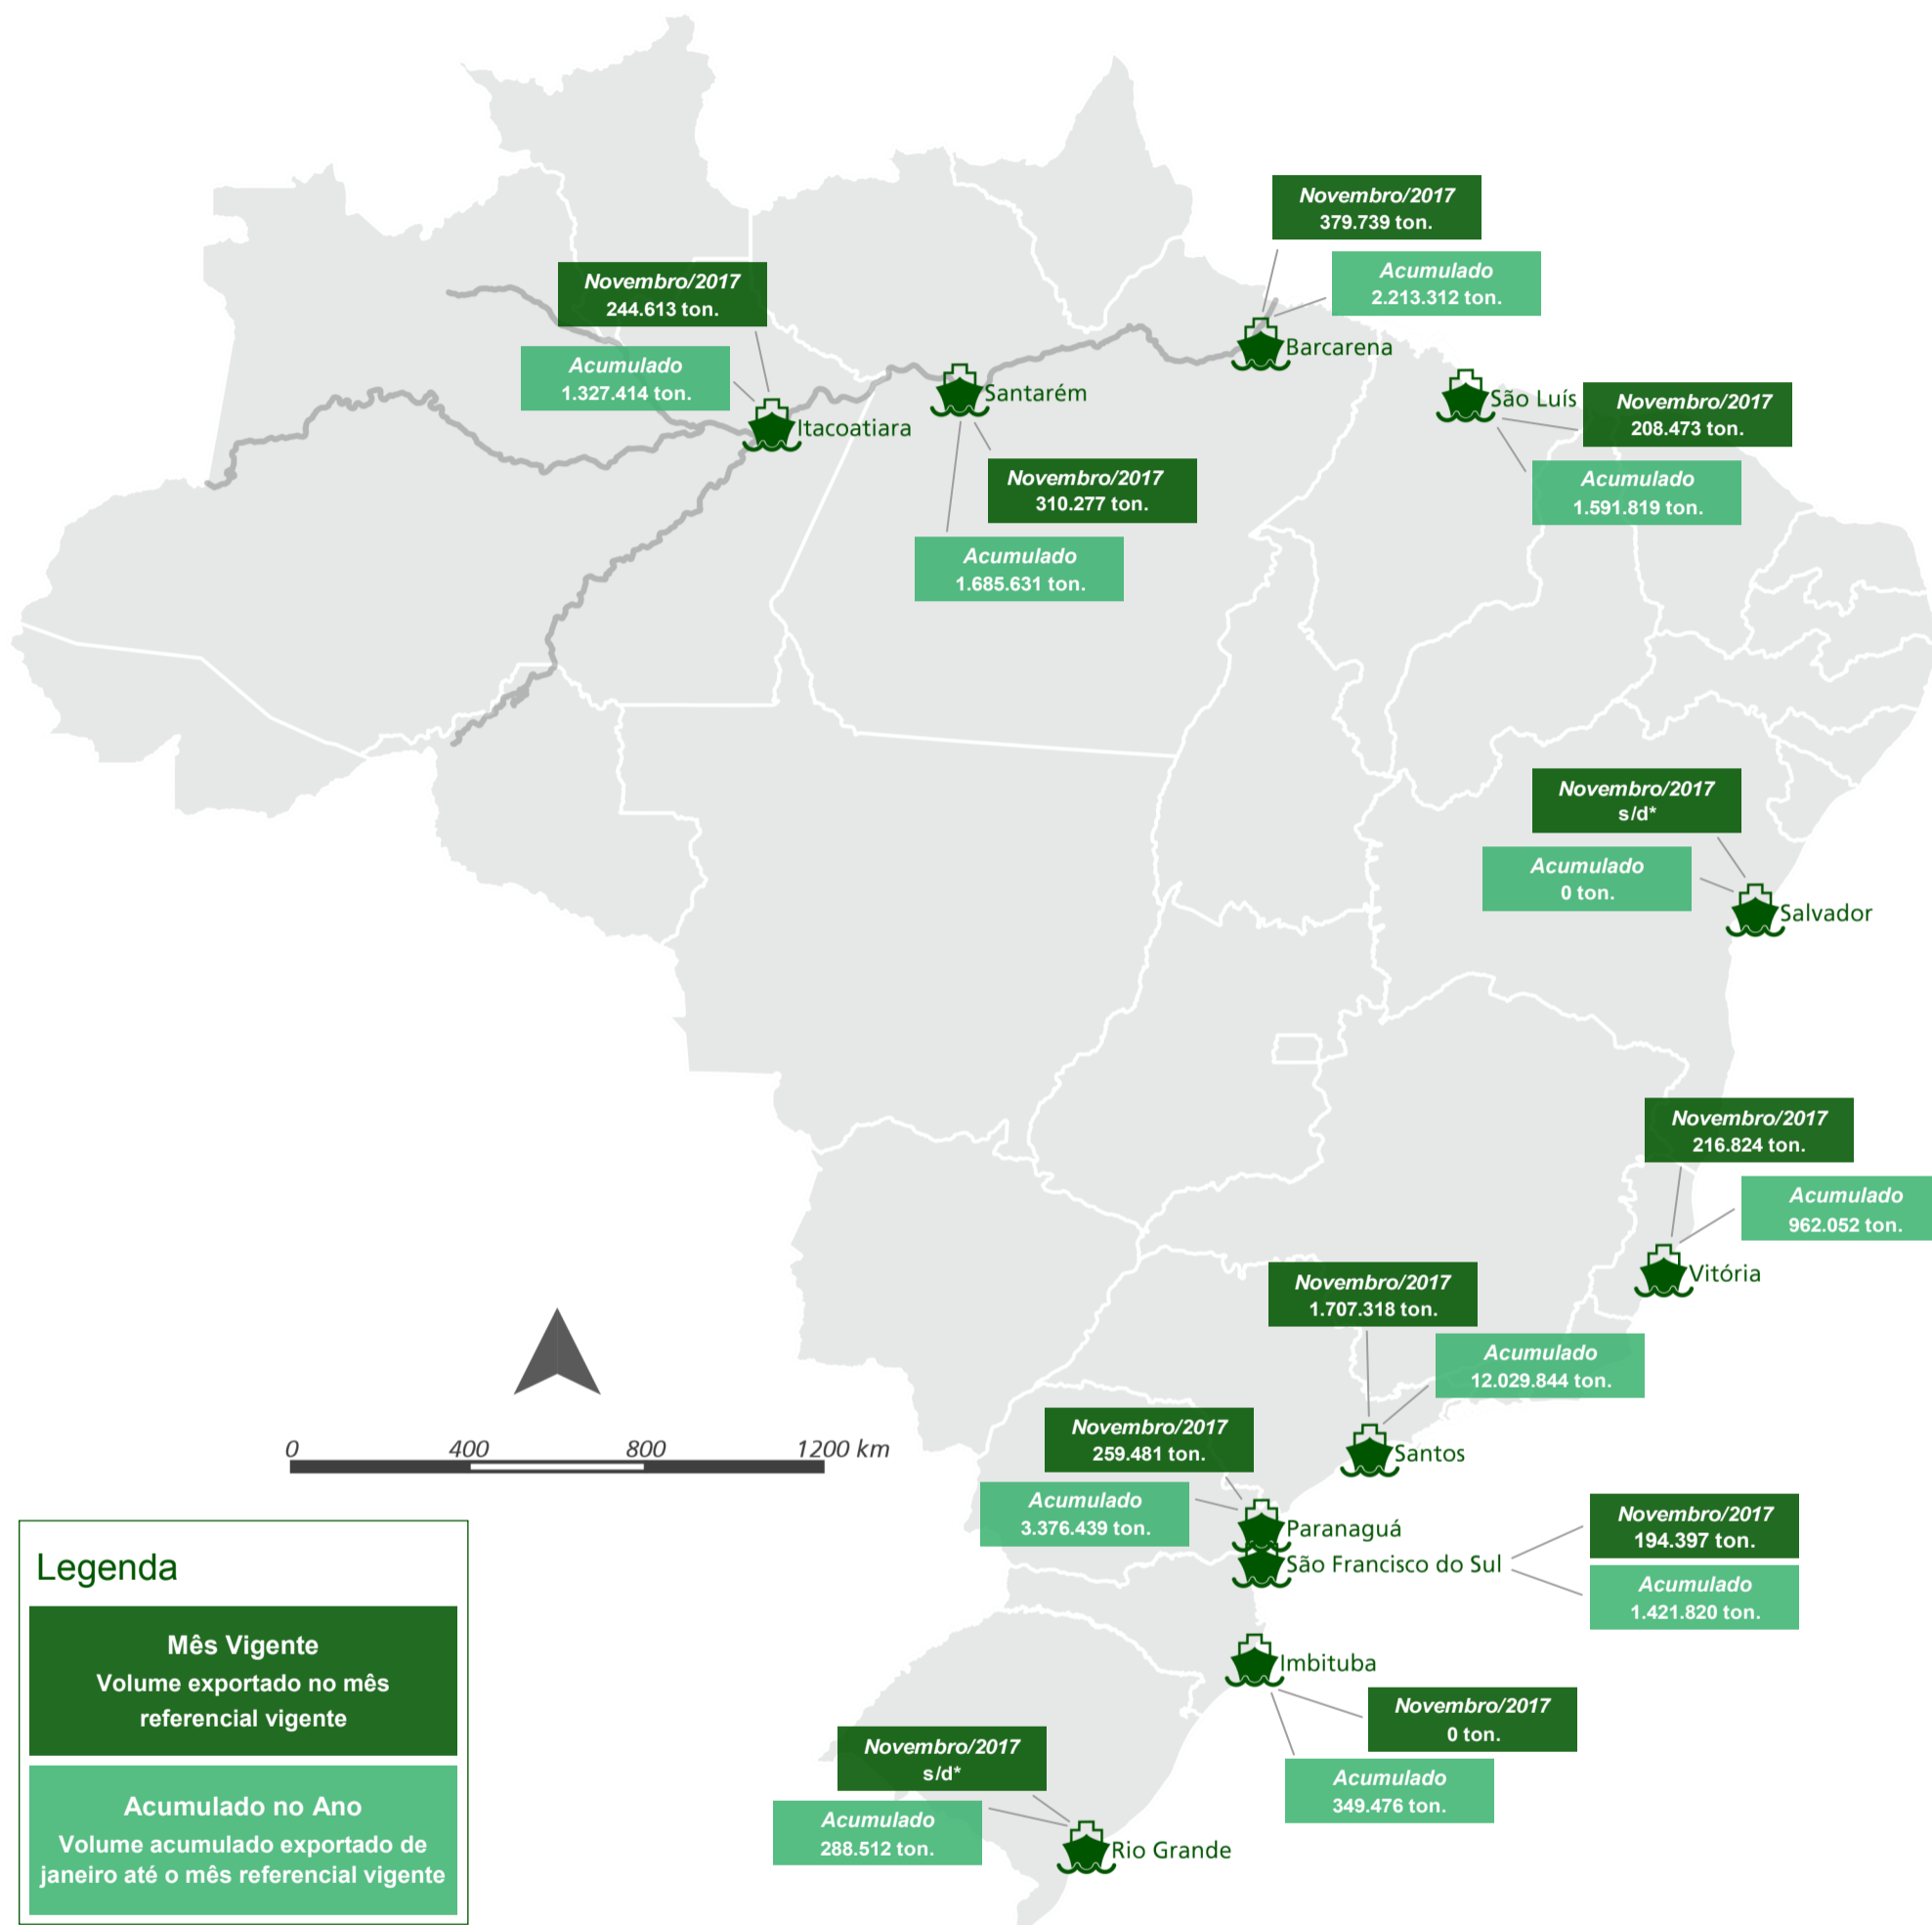 Novembro/2017
379.739 ton.
Acumulado
2.213.312 ton.
Barcarena
Novembro/2017
244.613 ton.
Acumulado
1.327.414 ton.
Itacoatiara
Santarém
Novembro/2017
310.277 ton.
Acumulado
1.685.631 ton.
São Luís
Novembro/2017
208.473 ton.
Acumulado
1.591.819 ton.
Novembro/2017
s/d*
Acumulado
0 ton.
Salvador
Novembro/2017
216.824 ton.
Acumulado
962.052 ton.
Vitória
Novembro/2017
1.707.318 ton.
Acumulado
12.029.844 ton.
Santos
Novembro/2017
259.481 ton.
Acumulado
3.376.439 ton.
Paranaguá
São Francisco do Sul
Novembro/2017
194.397 ton.
Acumulado
1.421.820 ton.
Imbituba
Novembro/2017
0 ton.
Acumulado
349.476 ton.
Novembro/2017
s/d*
Acumulado
288.512 ton.
Rio Grande
0 400 800 1200 km
Legenda
Mês Vigente
Volume exportado no mês
referencial vigente
Acumulado no Ano
Volume acumulado exportado de
janeiro até o mês referencial vigente